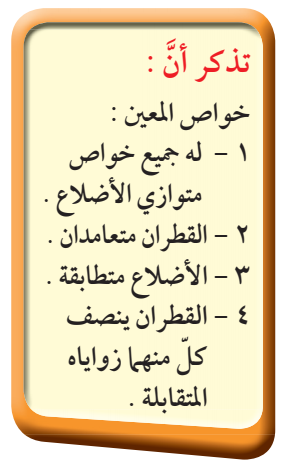 تذكر أنَّ :
خواص المعين :
١ - له جميع خواص
متوازي الأضلاع .
٢ - القطران متعامدان .
٣ - الأضلاع متطابقة .
٤ - القطران ينصف
كلّ منهما زواياه
المتقابلة .